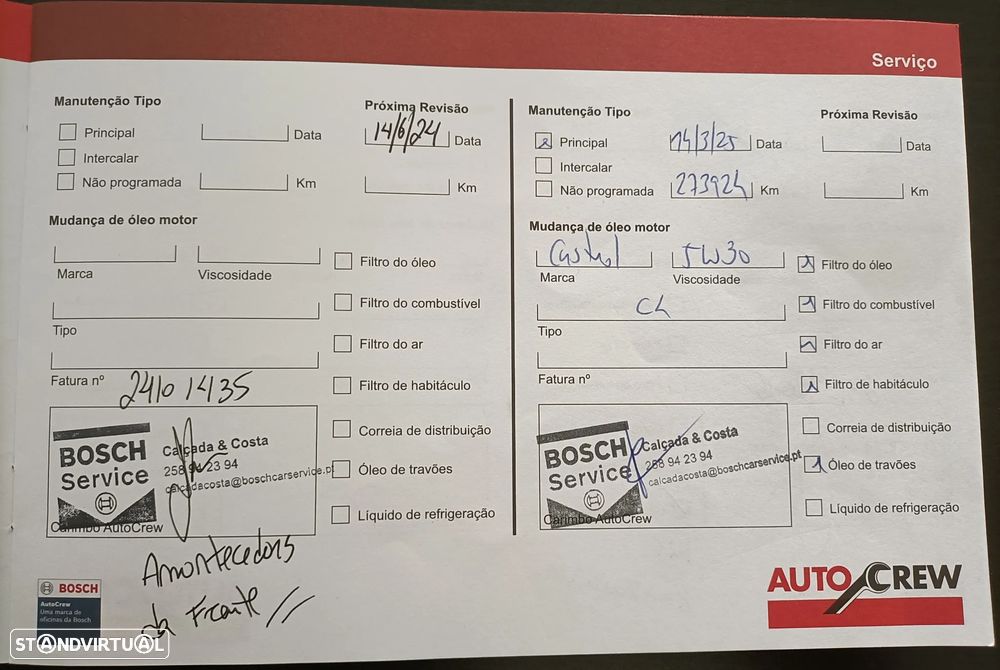 Serviço
Manutenção Tipo
Próxima Revisão
Principal
Data
14/6/24 Data
Intercalar
Não programada
Km
Km
Mudança de óleo motor
Marca
Viscosidade
Filtro do óleo
Filtro do combustível
Tipo
Filtro do ar
Fatura nº
2410 1435
Filtro de habitáculo
BOSCH
Service
Calçada & Costa
258 94 23 94
calcadacosta@boschcarservice.pt
Carimbo AutoCrew
Correia de distribuição
Óleo de travões
Líquido de refrigeração
Amortecedores
da Frente
BOSCH
AutoCrew
Uma marca de
oficinas da Bosch
STANDVIRTUAL
Manutenção Tipo
Próxima Revisão
Principal
14/3/25 Data
Data
Intercalar
Não programada
273924 Km
Km
Mudança de óleo motor
Castrol
5W30
Marca
Viscosidade
Filtro do óleo
Filtro do combustível
Tipo
Filtro do ar
Fatura nº
Filtro de habitáculo
BOSCH
Service
Calçada & Costa
258 94 23 94
calcadacosta@boschcarservice.pt
Carimbo AutoCrew
Correia de distribuição
Óleo de travões
Líquido de refrigeração
AUTO CREW